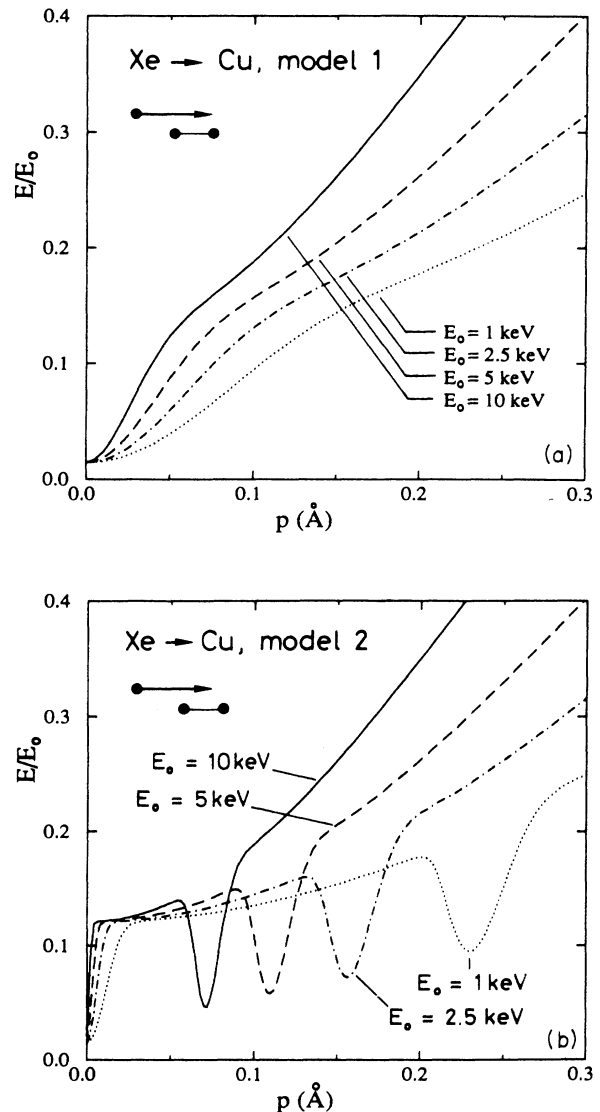 0.4
Xe → Cu, model 1
0.3
E/E₀
0.2
E₀ = 1 keV
E₀ = 2.5 keV
E₀ = 5 keV
0.1
E₀ = 10 keV
(a)
0.0
0.0 0.1 0.2 0.3
p (Å)
0.4
Xe → Cu, model 2
0.3
E/E₀
E₀ = 10 keV
E₀ = 5 keV
0.2
0.1
E₀ = 1 keV
E₀ = 2.5 keV
(b)
0.0
0.0 0.1 0.2 0.3
p (Å)